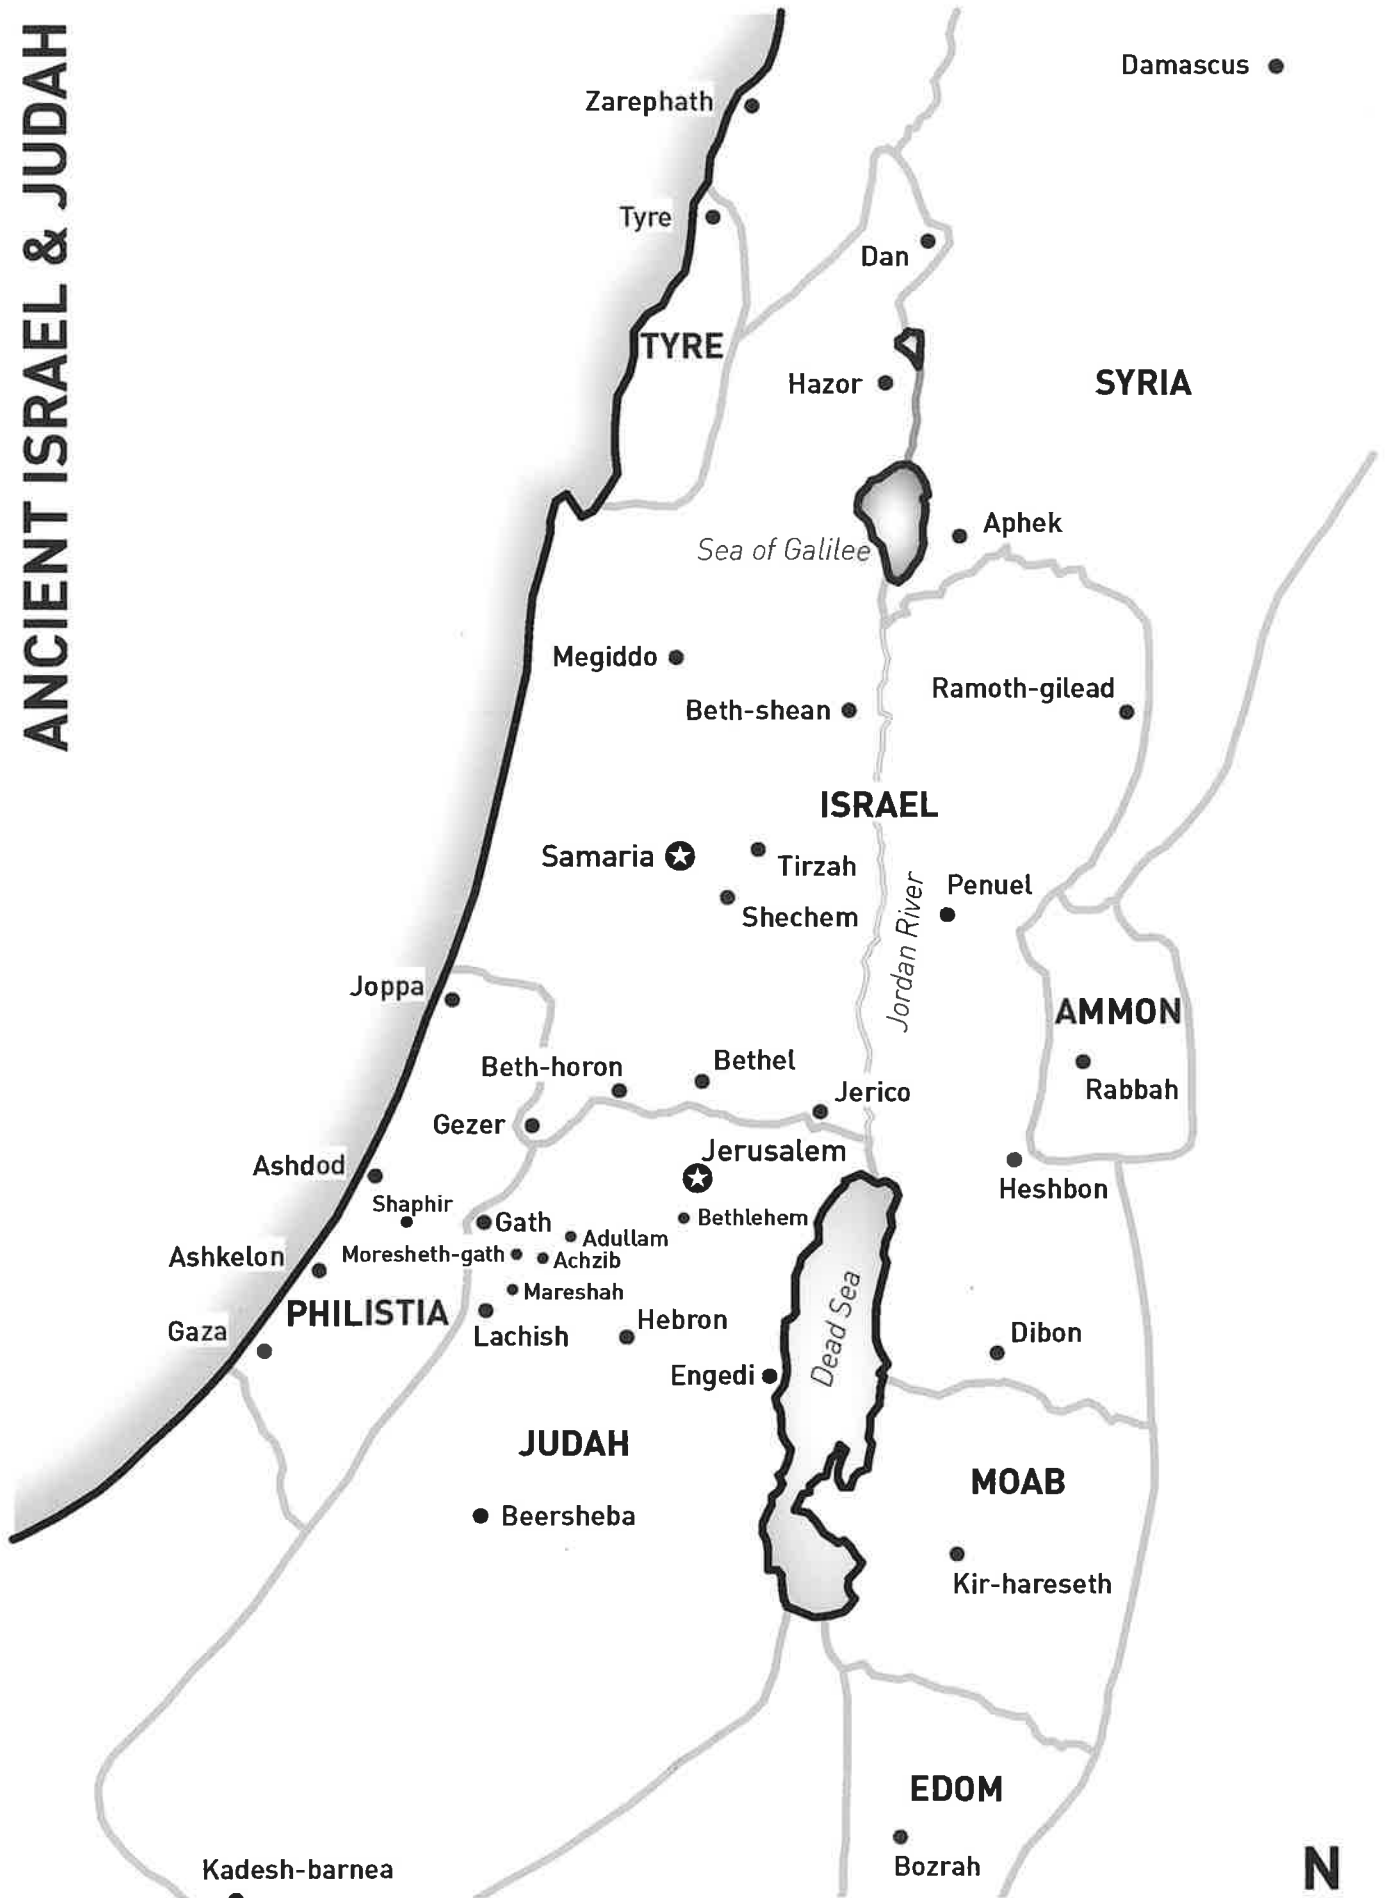 ANCIENT ISRAEL & JUDAH
Damascus
Zarephath
Tyre
Dan
TYRE
Hazor
SYRIA
Aphek
Sea of Galilee
Megiddo
Ramoth-gilead
Beth-shean
ISRAEL
Samaria
Tirzah
Penuel
Shechem
Jordan River
Joppa
AMMON
Beth-horon
Bethel
Rabbah
Jerico
Gezer
Jerusalem
Ashdod
Heshbon
Shaphir
Bethlehem
Gath
Adullam
Moresheth-gath
Achzib
Ashkelon
Mareshah
PHILISTIA
Hebron
Dead Sea
Gaza
Lachish
Dibon
Engedi
JUDAH
MOAB
Beersheba
Kir-hareseth
EDOM
Bozrah
Kadesh-barnea
N